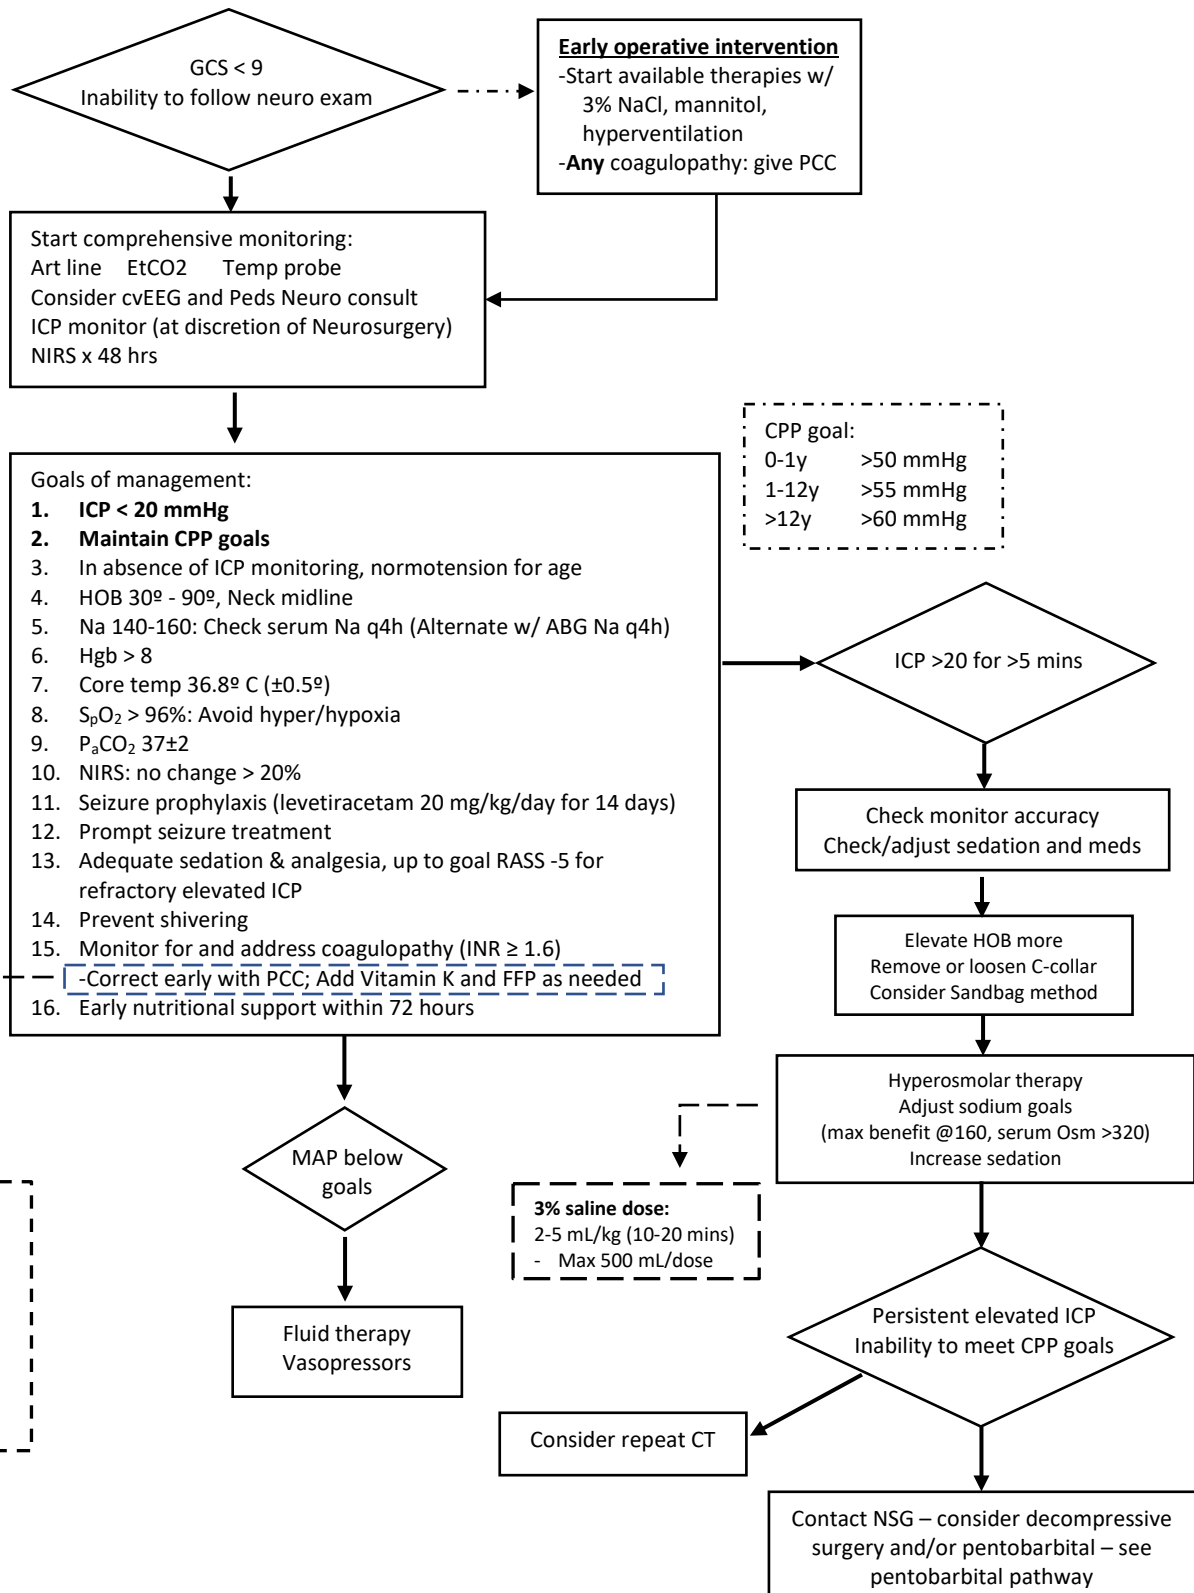 GCS < 9
Inability to follow neuro exam
Early operative intervention
-Start available therapies w/
3% NaCl, mannitol,
hyperventilation
-Any coagulopathy: give PCC
Start comprehensive monitoring:
Art line EtCO2 Temp probe
Consider cvEEG and Peds Neuro consult
ICP monitor (at discretion of Neurosurgery)
NIRS x 48 hrs
CPP goal:
0-1y >50 mmHg
1-12y >55 mmHg
>12y >60 mmHg
Goals of management:
1. ICP < 20 mmHg
2. Maintain CPP goals
3. In absence of ICP monitoring, normotension for age
4. HOB 30º - 90º, Neck midline
5. Na 140-160: Check serum Na q4h (Alternate w/ ABG Na q4h)
6. Hgb > 8
7. Core temp 36.8º C (±0.5º)
8. SpO2 > 96%: Avoid hyper/hypoxia
9. PaCO2 37±2
10. NIRS: no change > 20%
11. Seizure prophylaxis (levetiracetam 20 mg/kg/day for 14 days)
12. Prompt seizure treatment
13. Adequate sedation & analgesia, up to goal RASS -5 for
refractory elevated ICP
14. Prevent shivering
15. Monitor for and address coagulopathy (INR ≥ 1.6)
-Correct early with PCC; Add Vitamin K and FFP as needed
16. Early nutritional support within 72 hours
ICP >20 for >5 mins
Check monitor accuracy
Check/adjust sedation and meds
Elevate HOB more
Remove or loosen C-collar
Consider Sandbag method
Hyperosmolar therapy
Adjust sodium goals
(max benefit @160, serum Osm >320)
Increase sedation
MAP below
goals
3% saline dose:
2-5 mL/kg (10-20 mins)
- Max 500 mL/dose
Fluid therapy
Vasopressors
Persistent elevated ICP
Inability to meet CPP goals
Consider repeat CT
Contact NSG – consider decompressive
surgery and/or pentobarbital – see
pentobarbital pathway